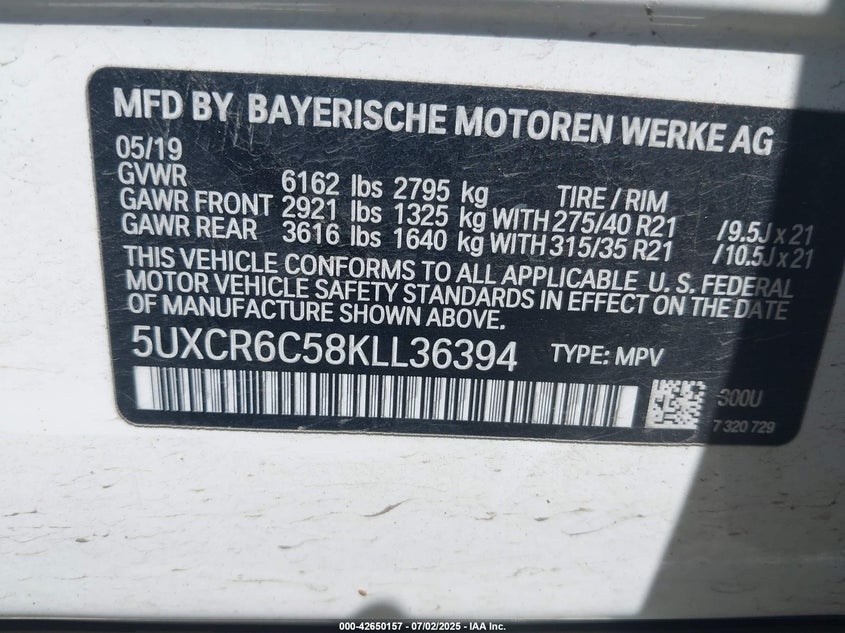 MFD BY BAYERISCHE MOTOREN WERKE AG
05/19
GVWR 6162 lbs 2795 kg TIRE / RIM
GAWR FRONT 2921 lbs 1325 kg WITH 275/40 R21 /9.5J x 21
GAWR REAR 3616 lbs 1640 kg WITH 315/35 R21 /10.5J x 21
THIS VEHICLE CONFORMS TO ALL APPLICABLE U. S. FEDERAL
MOTOR VEHICLE SAFETY STANDARDS IN EFFECT ON THE DATE
OF MANUFACTURE SHOWN ABOVE.
5UXCR6C58KLL36394 TYPE: MPV
300U
7 320 729
000-42650157 - 07/02/2025 - IAA Inc.